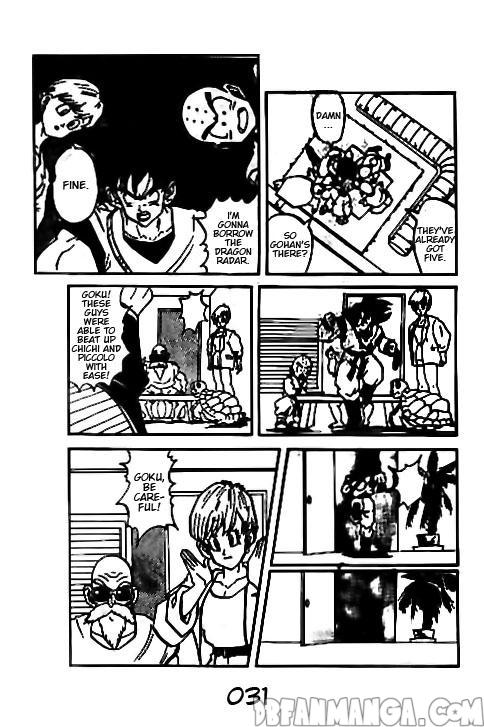 DAMN
...
THEY'VE
ALREADY
GOT
FIVE.
SO
GOHAN'S
THERE?
I'M
GONNA
BORROW
THE
DRAGON
RADAR.
FINE.
GOKU!
THESE
GUYS
WERE
ABLE TO
BEAT UP
CHICHI
AND
PICCOLO
WITH
EASE!
GOKU,
BE
CARE-
FUL!
031
DBFANMANGA.COM